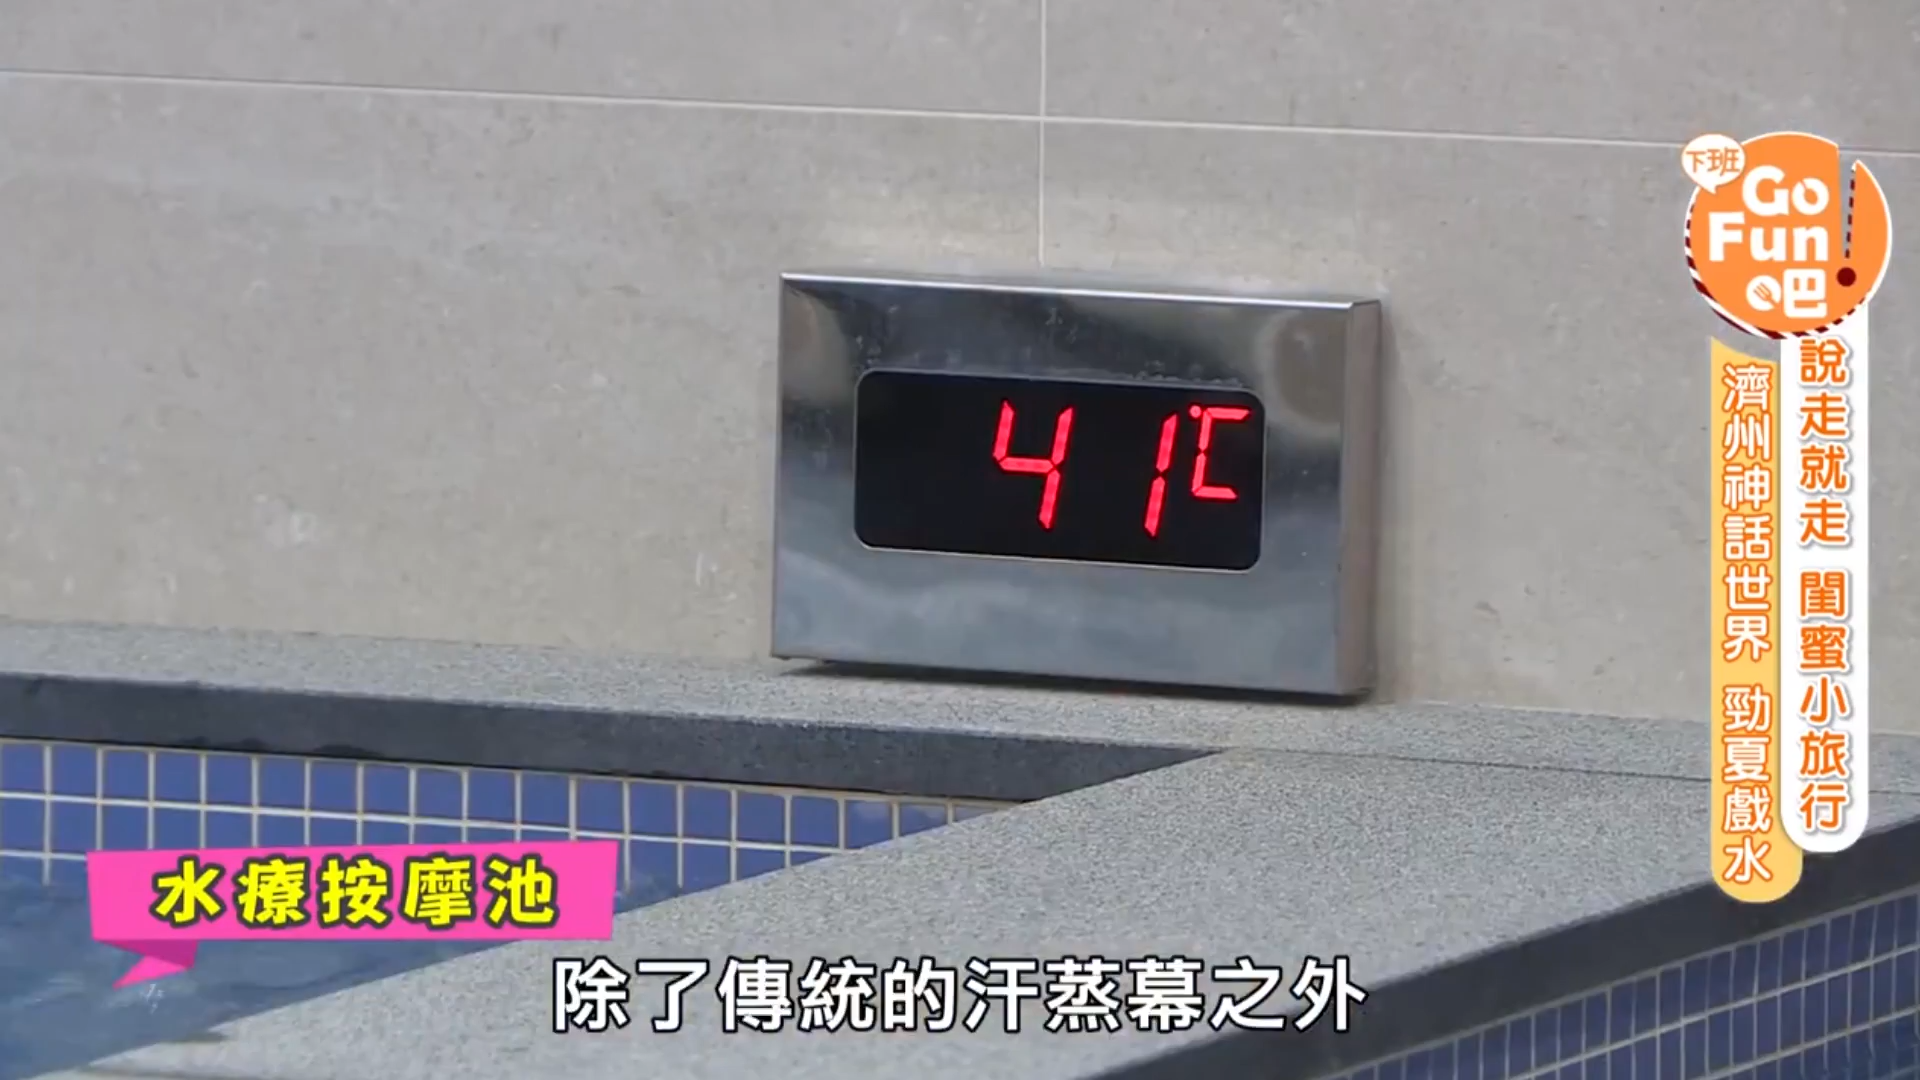 41℃
下班
Go
Fun
吧!
說走就走 閨蜜小旅行
濟州神話世界 勁夏戲水
水療按摩池
除了傳統的汗蒸幕之外